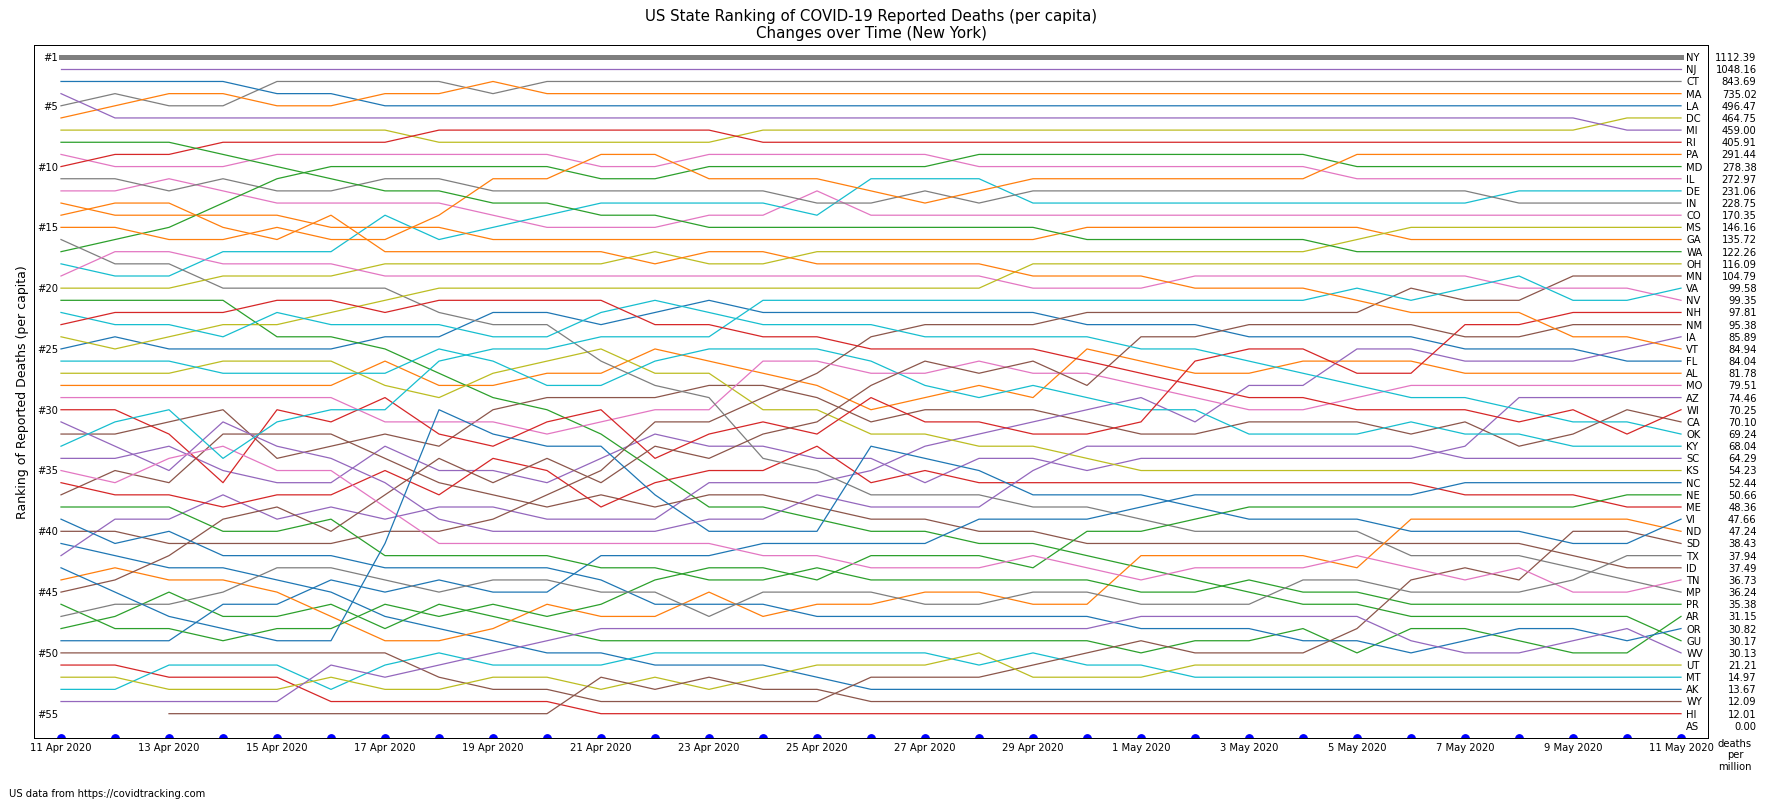 US State Ranking of COVID-19 Reported Deaths (per capita)
Changes over Time (New York)
Ranking of Reported Deaths (per capita)
#1
#5
#10
#15
#20
#25
#30
#35
#40
#45
#50
#55
NY 1112.39
NJ 1048.16
CT 843.69
MA 735.02
LA 496.47
DC 464.75
MI 459.00
RI 405.91
PA 291.44
MD 278.38
IL 272.97
DE 231.06
IN 228.75
CO 170.35
MS 146.16
GA 135.72
WA 122.26
OH 116.09
MN 104.79
VA 99.58
NV 99.35
NH 97.81
NM 95.38
IA 85.89
VT 84.94
FL 84.04
AL 81.78
MO 79.51
AZ 74.46
WI 70.25
CA 70.10
OK 69.24
KY 68.04
SC 64.29
KS 54.23
NC 52.44
NE 50.66
ME 48.36
VI 47.66
ND 47.24
SD 38.43
TX 37.94
ID 37.49
TN 36.73
MP 36.24
PR 35.38
AR 31.15
OR 30.82
GU 30.17
WV 30.13
UT 21.21
MT 14.97
AK 13.67
WY 12.09
HI 12.01
AS 0.00
11 Apr 2020 13 Apr 2020 15 Apr 2020 17 Apr 2020 19 Apr 2020 21 Apr 2020 23 Apr 2020 25 Apr 2020 27 Apr 2020 29 Apr 2020 1 May 2020 3 May 2020 5 May 2020 7 May 2020 9 May 2020 11 May 2020
deaths
per
million
US data from https://covidtracking.com